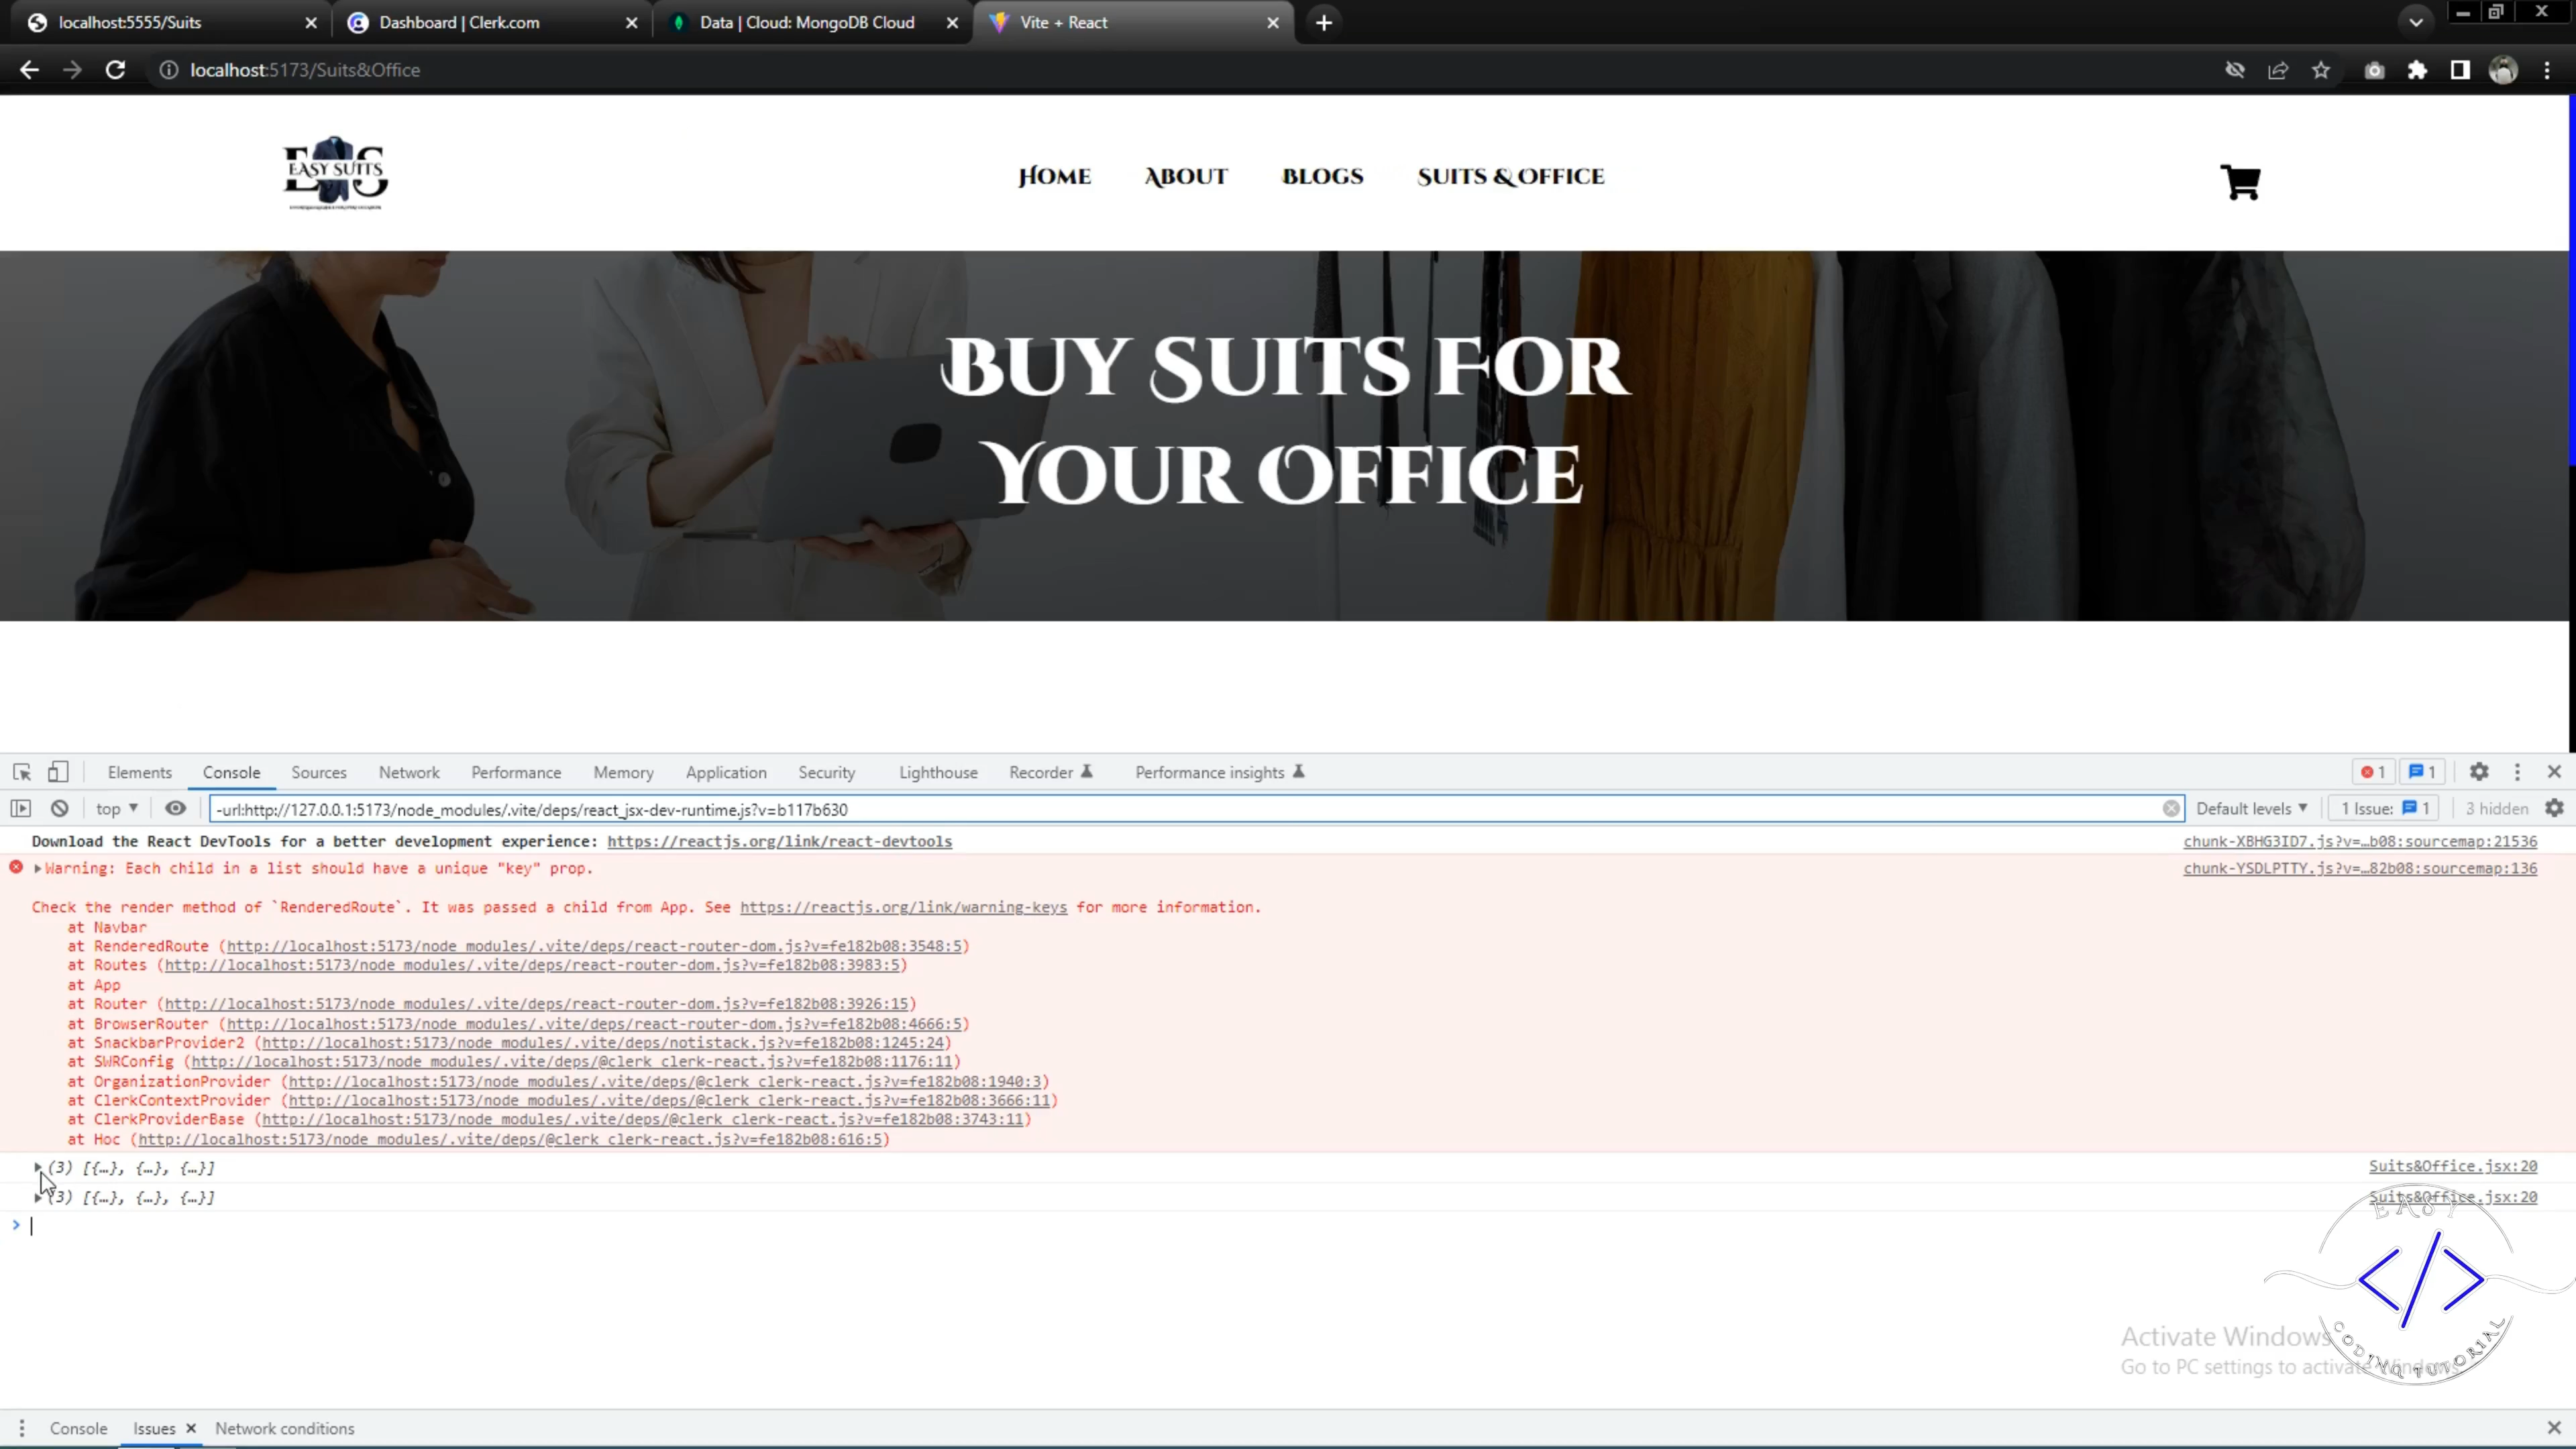 localhost:5555/Suits
Dashboard | Clerk.com
Data | Cloud: MongoDB Cloud
Vite + React
localhost:5173/Suits&Office
EASY SUITS
HOME
ABOUT
BLOGS
SUITS & OFFICE
BUY SUITS FOR
YOUR OFFICE
Elements
Console
Sources
Network
Performance
Memory
Application
Security
Lighthouse
Recorder
Performance insights
1
1
top
-url:http://127.0.0.1:5173/node_modules/.vite/deps/react_jsx-dev-runtime.js?v=b117b630
Default levels
1 Issue: 1
3 hidden
Download the React DevTools for a better development experience: https://reactjs.org/link/react-devtools
chunk-XBHG3ID7.js?v=…b08:sourcemap:21536
Warning: Each child in a list should have a unique "key" prop.
chunk-YSDLPTTY.js?v=…82b08:sourcemap:136
Check the render method of `RenderedRoute`. It was passed a child from App. See https://reactjs.org/link/warning-keys for more information.
at Navbar
at RenderedRoute (http://localhost:5173/node_modules/.vite/deps/react-router-dom.js?v=fe182b08:3548:5)
at Routes (http://localhost:5173/node_modules/.vite/deps/react-router-dom.js?v=fe182b08:3983:5)
at App
at Router (http://localhost:5173/node_modules/.vite/deps/react-router-dom.js?v=fe182b08:3926:15)
at BrowserRouter (http://localhost:5173/node_modules/.vite/deps/react-router-dom.js?v=fe182b08:4666:5)
at SnackbarProvider2 (http://localhost:5173/node_modules/.vite/deps/notistack.js?v=fe182b08:1245:24)
at SWRConfig (http://localhost:5173/node_modules/.vite/deps/@clerk_clerk-react.js?v=fe182b08:1176:11)
at OrganizationProvider (http://localhost:5173/node_modules/.vite/deps/@clerk_clerk-react.js?v=fe182b08:1940:3)
at ClerkContextProvider (http://localhost:5173/node_modules/.vite/deps/@clerk_clerk-react.js?v=fe182b08:3666:11)
at ClerkProviderBase (http://localhost:5173/node_modules/.vite/deps/@clerk_clerk-react.js?v=fe182b08:3743:11)
at Hoc (http://localhost:5173/node_modules/.vite/deps/@clerk_clerk-react.js?v=fe182b08:616:5)
(3) [{…}, {…}, {…}]
Suits&Office.jsx:20
(3) [{…}, {…}, {…}]
Suits&Office.jsx:20
EASY
</>
CODING TUTORIAL
Activate Windows
Go to PC settings to activate Windows.
Console
Issues
Network conditions